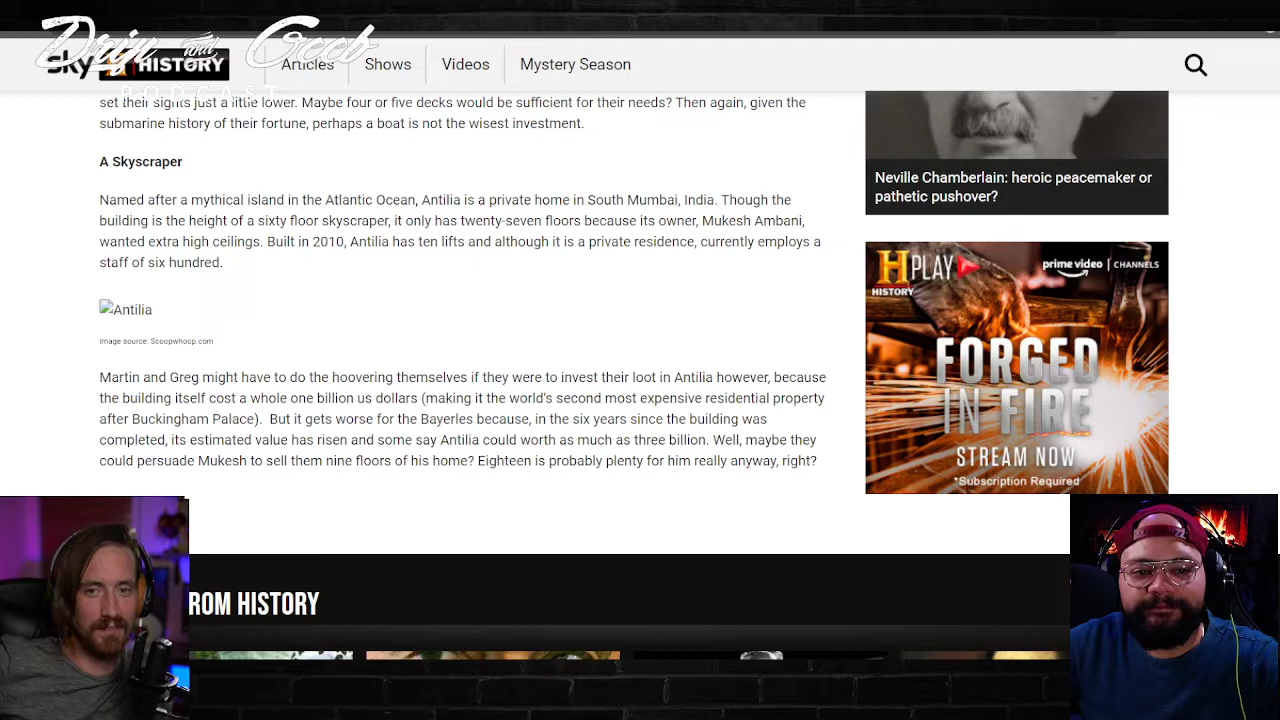 Drin and Geeb
PODCAST
sky HISTORY
Articles
Shows
Videos
Mystery Season
set their sights just a little lower. Maybe four or five decks would be sufficient for their needs? Then again, given the
submarine history of their fortune, perhaps a boat is not the wisest investment.
A Skyscraper
Named after a mythical island in the Atlantic Ocean, Antilia is a private home in South Mumbai, India. Though the
building is the height of a sixty floor skyscraper, it only has twenty-seven floors because its owner, Mukesh Ambani,
wanted extra high ceilings. Built in 2010, Antilia has ten lifts and although it is a private residence, currently employs a
staff of six hundred.
Antilia
Image source: Scoopwhoop.com
Martin and Greg might have to do the hoovering themselves if they were to invest their loot in Antilia however, because
the building itself cost a whole one billion us dollars (making it the world's second most expensive residential property
after Buckingham Palace). But it gets worse for the Bayerles because, in the six years since the building was
completed, its estimated value has risen and some say Antilia could worth as much as three billion. Well, maybe they
could persuade Mukesh to sell them nine floors of his home? Eighteen is probably plenty for him really anyway, right?
Neville Chamberlain: heroic peacemaker or
pathetic pushover?
H PLAY
HISTORY
prime video | CHANNELS
FORGED
IN FIRE
STREAM NOW
*Subscription Required
ROM HISTORY